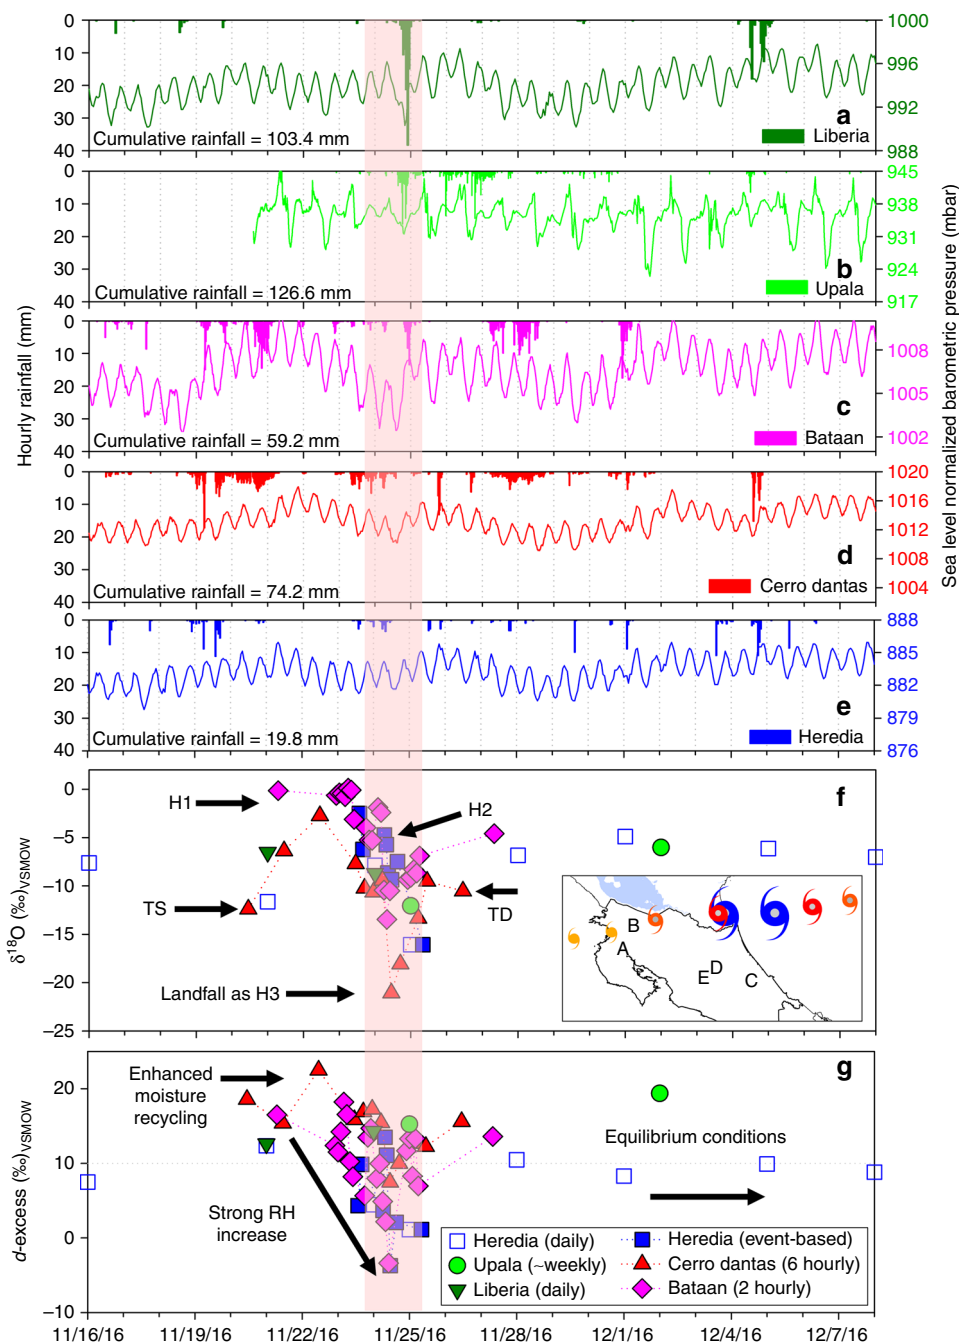 0
10
20
30
40
1000
996
992
988
a
Liberia
Cumulative rainfall = 103.4 mm
0
10
20
30
40
945
938
931
924
917
b
Upala
Cumulative rainfall = 126.6 mm
0
10
20
30
40
1008
1005
1002
c
Bataan
Cumulative rainfall = 59.2 mm
0
10
20
30
40
1020
1016
1012
1008
1004
d
Cerro dantas
Cumulative rainfall = 74.2 mm
0
10
20
30
40
888
885
882
879
876
e
Heredia
Cumulative rainfall = 19.8 mm
Hourly rainfall (mm)
Sea level normalized barometric pressure (mbar)
0
−5
−10
−15
−20
−25
δ18O (‰)VSMOW
f
H1
H2
TS
TD
Landfall as H3
B
A
E
D
C
20
10
0
−10
d-excess (‰)VSMOW
g
Enhanced
moisture
recycling
Strong RH
increase
Equilibrium conditions
Heredia (daily)
Upala (~weekly)
Liberia (daily)
Heredia (event-based)
Cerro dantas (6 hourly)
Bataan (2 hourly)
11/16/16
11/19/16
11/22/16
11/25/16
11/28/16
12/1/16
12/4/16
12/7/16